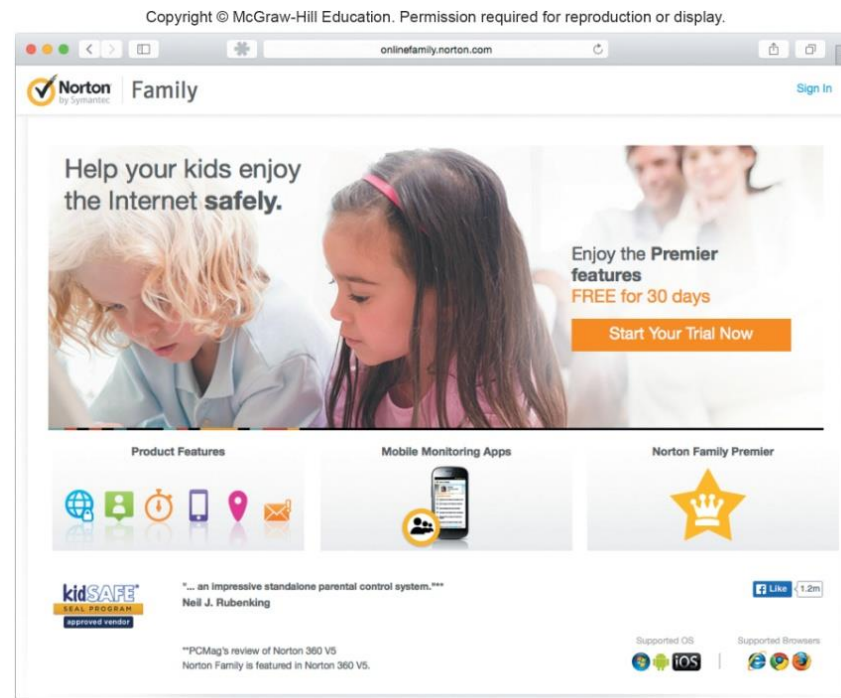 Copyright © McGraw-Hill Education. Permission required for reproduction or display.
onlinefamily.norton.com
Norton
by Symantec
Family
Sign In
Help your kids enjoy
the Internet safely.
Enjoy the Premier
features
FREE for 30 days
Start Your Trial Now
Product Features
Mobile Monitoring Apps
Norton Family Premier
kidSAFE
SEAL PROGRAM
approved vendor
"... an impressive standalone parental control system."**
Neil J. Rubenking
Like
1.2m
**PCMag's review of Norton 360 V5
Norton Family is featured in Norton 360 V5.
Supported OS
Supported Browsers
iOS